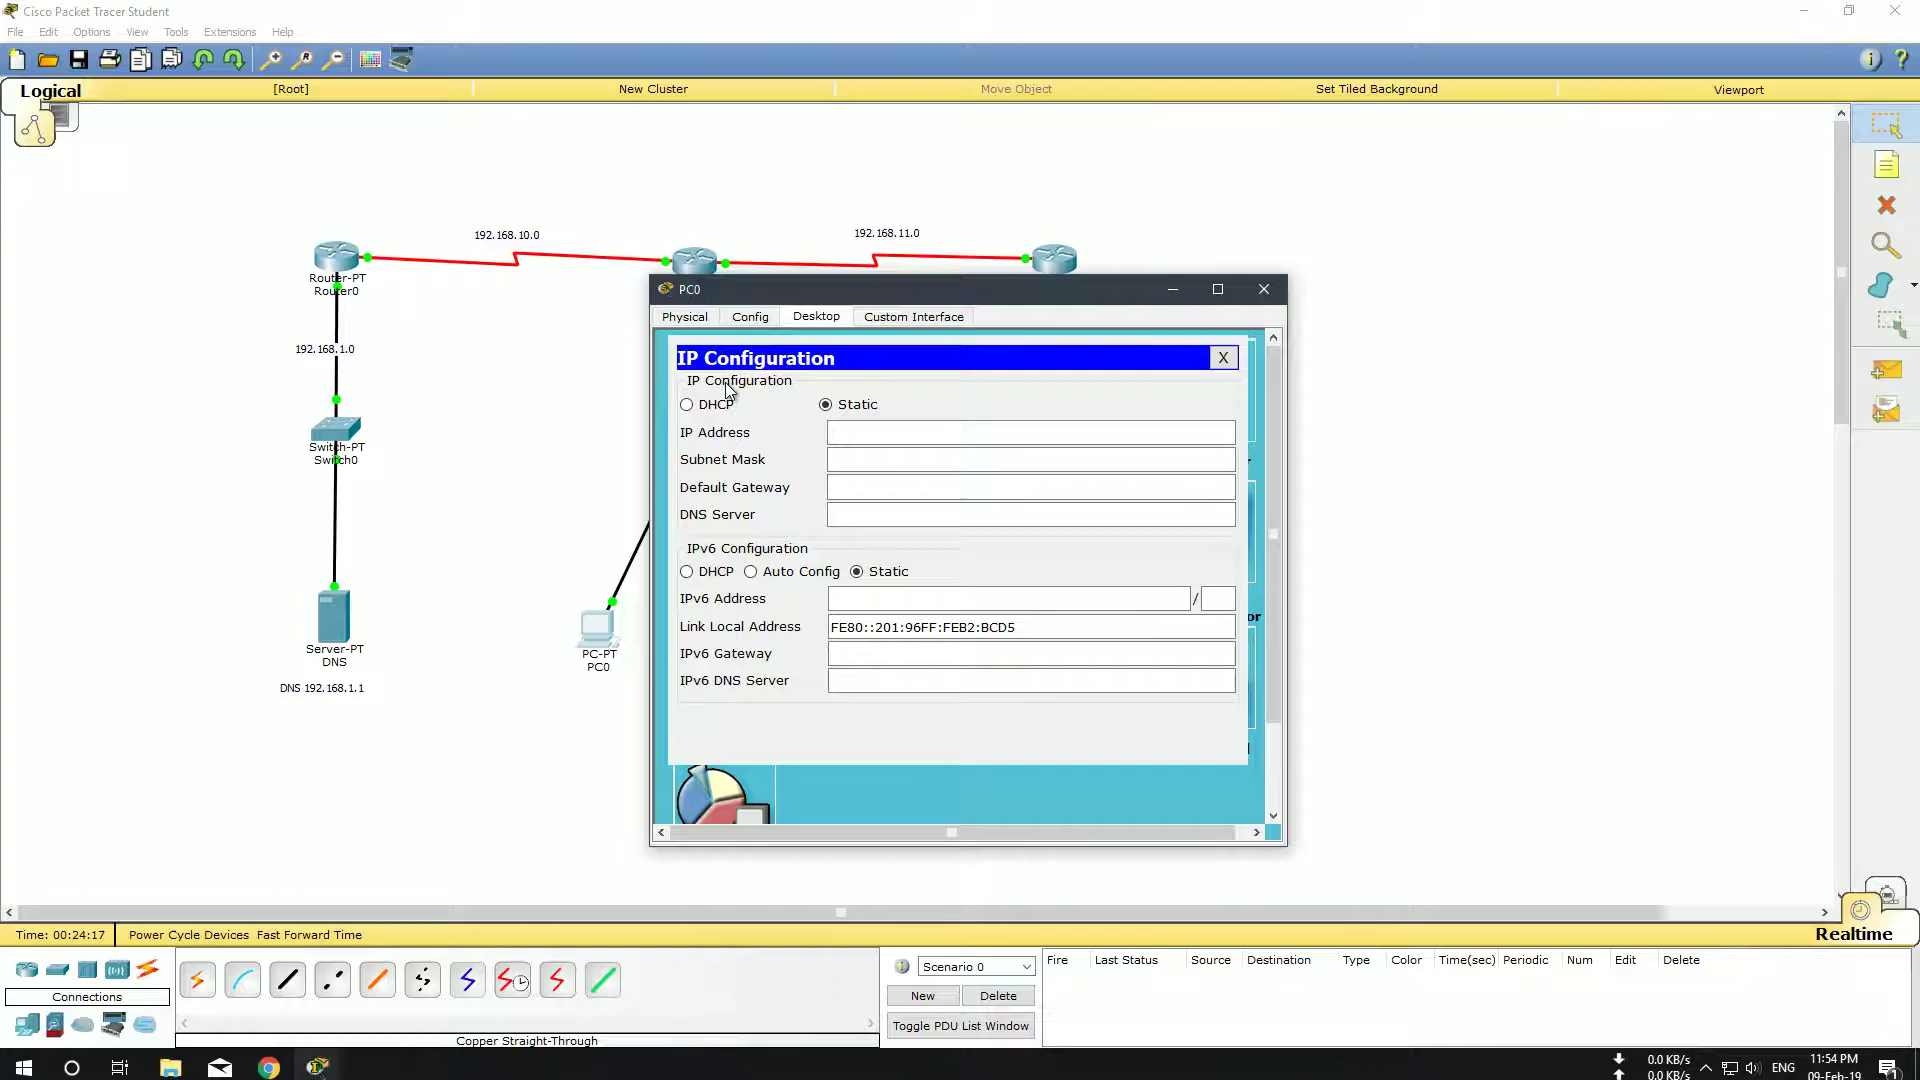 Cisco Packet Tracer Student
File Edit Options View Tools Extensions Help
Logical [Root] New Cluster Move Object Set Tiled Background Viewport
192.168.10.0
192.168.11.0
Router-PT
Router0
192.168.1.0
Switch-PT
Switch0
Server-PT
DNS
DNS 192.168.1.1
PC-PT
PC0
PC0
Physical Config Desktop Custom Interface
IP Configuration X
IP Configuration
DHCP Static
IP Address
Subnet Mask
Default Gateway
DNS Server
IPv6 Configuration
DHCP Auto Config Static
IPv6 Address /
Link Local Address FE80::201:96FF:FEB2:BCD5
IPv6 Gateway
IPv6 DNS Server
or
Time: 00:24:17 Power Cycle Devices Fast Forward Time
Realtime
Connections
Copper Straight-Through
Scenario 0
New Delete
Toggle PDU List Window
Fire Last Status Source Destination Type Color Time(sec) Periodic Num Edit Delete
0.0 KB/s
0.0 KB/s
ENG
11:54 PM
09-Feb-19